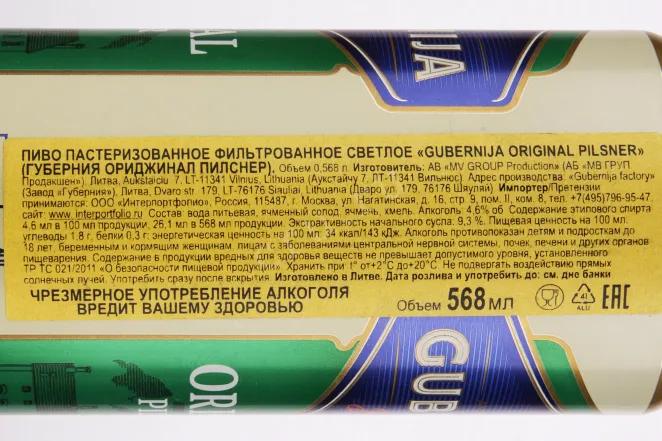 AL
IJA
ПИВО ПАСТЕРИЗОВАННОЕ ФИЛЬТРОВАННОЕ СВЕТЛОЕ «GUBERNIJA ORIGINAL PILSNER»
(ГУБЕРНИЯ ОРИДЖИНАЛ ПИЛСНЕР). Объем 0,568 л. Изготовитель: АВ «MV GROUP Production» (АБ «МВ ГРУП
Продакшен»). Литва, Aukstaiciu 7, LT-11341 Vilnus, Lithuania (Аукстайчу 7, ЛТ-11341 Вильнюс). Адрес производства: «Gubernija factory»
(Завод «Губерния»). Литва, Dvaro str. 179, LT-76176 Siauliai, Lithuania (Дваро ул. 179, 76176 Шяуляй). Импортер/Претензии
принимаются: ООО «Интерпортфолио», Россия, 115487, г. Москва, ул. Нагатинская, д. 16, стр. 9, пом. II, ком. 8, тел. +7(495)796-95-47,
сайт: www.interportfolio.ru Состав: вода питьевая, ячменный солод, ячмень, хмель. Алкоголь: 4,6% об. Содержание этилового спирта
4,6 мл в 100 мл продукции, 26,1 мл в 568 мл продукции. Экстрактивность начального сусла: 9,3 %. Пищевая ценность на 100 мл:
углеводы 1,8 г, белки 0,3 г; энергетическая ценность на 100 мл: 34 ккал/143 кДж. Алкоголь противопоказан детям и подросткам до
18 лет, беременным и кормящим женщинам, лицам с заболеваниями центральной нервной системы, почек, печени и других органов
пищеварения. Содержание в продукции вредных для здоровья веществ не превышает допустимого уровня, установленного
ТР ТС 021/2011 «О безопасности пищевой продукции». Хранить при t° от+2°С до+20°С. Не подвергать воздействию прямых
солнечных лучей. Употребить сразу после вскрытия. Изготовлено в Литве. Дата розлива и употребить до: см. дно банки
ЧРЕЗМЕРНОЕ УПОТРЕБЛЕНИЕ АЛКОГОЛЯ
ВРЕДИТ ВАШЕМУ ЗДОРОВЬЮ
Объем 568 мл
41
ALU
EAC
ORI
GUB